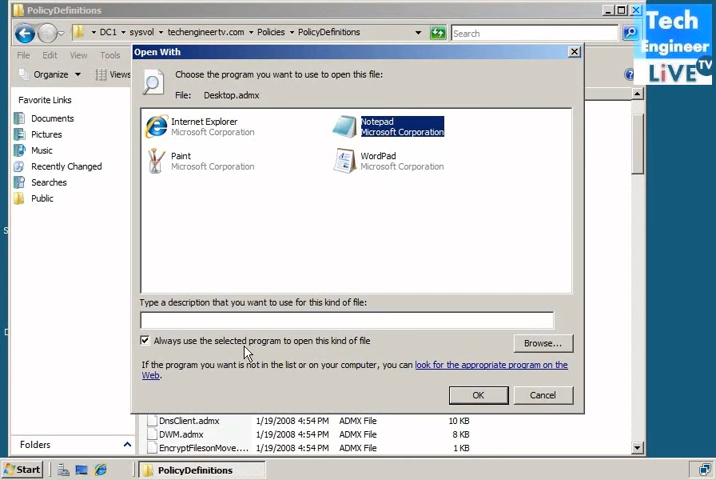 PolicyDefinitions
DC1 sysvol techengineertv.com Policies PolicyDefinitions
Search
File Edit View
Organize Views
Favorite Links
Documents
Pictures
Music
Recently Changed
Searches
Public
Folders
Open With
Choose the program you want to use to open this file:
File: Desktop.admx
Internet Explorer
Microsoft Corporation
Notepad
Microsoft Corporation
Paint
Microsoft Corporation
WordPad
Microsoft Corporation
Type a description that you want to use for this kind of file:
Always use the selected program to open this kind of file
Browse...
If the program you want is not in the list or on your computer, you can look for the appropriate program on the
Web.
OK Cancel
DnsClient.admx 1/19/2008 4:54 PM ADMX File 10 KB
DWM.admx 1/19/2008 4:54 PM ADMX File 8 KB
EncryptFilesonMove.... 1/19/2008 4:54 PM ADMX File 1 KB
Start PolicyDefinitions
Tech
Engineer
LiVE TV